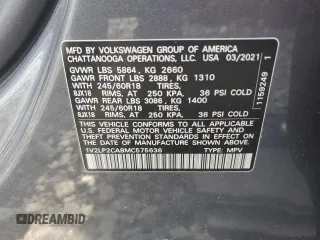 MFD BY VOLKSWAGEN GROUP OF AMERICA
CHATTANOOGA OPERATIONS, LLC. USA 03/2021
GVWR LBS 5864, KG 2660
GAWR FRONT LBS 2888, KG 1310
WITH 245/60R18 TIRES,
8JX18 RIMS, AT 250 KPA, 36 PSI COLD
GAWR REAR LBS 3086, KG 1400
WITH 245/60R18 TIRES,
8JX18 RIMS, AT 250 KPA, 36 PSI COLD
THIS VEHICLE CONFORMS TO ALL APPLICABLE
U.S. FEDERAL MOTOR VEHICLE SAFETY AND
THEFT PREVENTION STANDARDS IN EFFECT ON
THE DATE OF MANUFACTURE SHOWN ABOVE.
1V2LP2CA8MC575636 TYPE: MPV
1159249 1